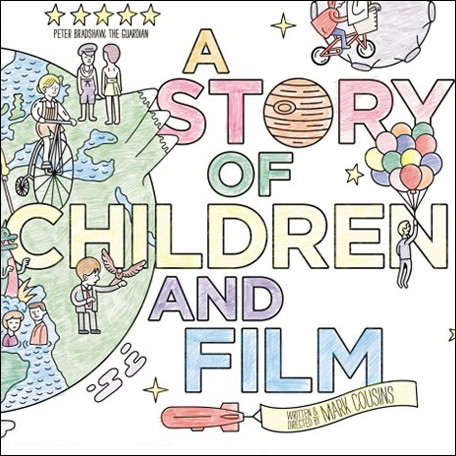 PETER BRADSHAW, THE GUARDIAN
A
STORY
OF
CHILDREN
AND
FILM
WRITTEN &
DIRECTED BY MARK COUSINS